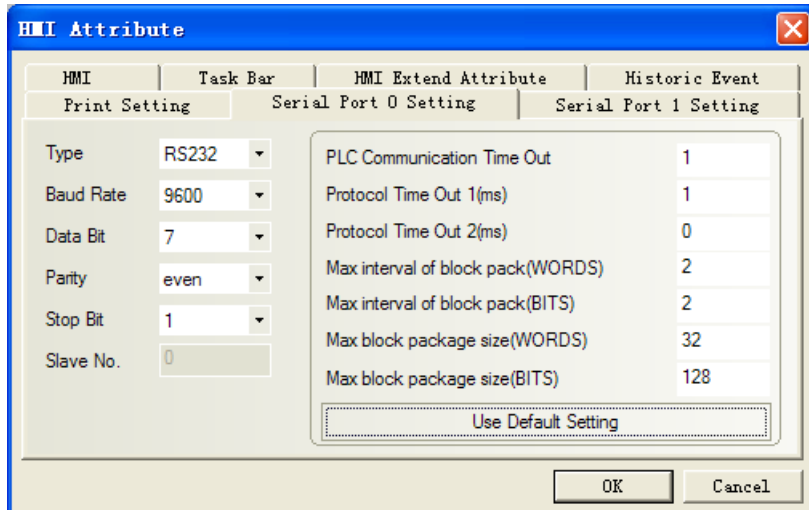 HMI Attribute
HMI
Task Bar
HMI Extend Attribute
Historic Event
Print Setting
Serial Port 0 Setting
Serial Port 1 Setting
Type
RS232
Baud Rate
9600
Data Bit
7
Parity
even
Stop Bit
1
Slave No.
0
PLC Communication Time Out
1
Protocol Time Out 1(ms)
1
Protocol Time Out 2(ms)
0
Max interval of block pack(WORDS)
2
Max interval of block pack(BITS)
2
Max block package size(WORDS)
32
Max block package size(BITS)
128
Use Default Setting
OK
Cancel